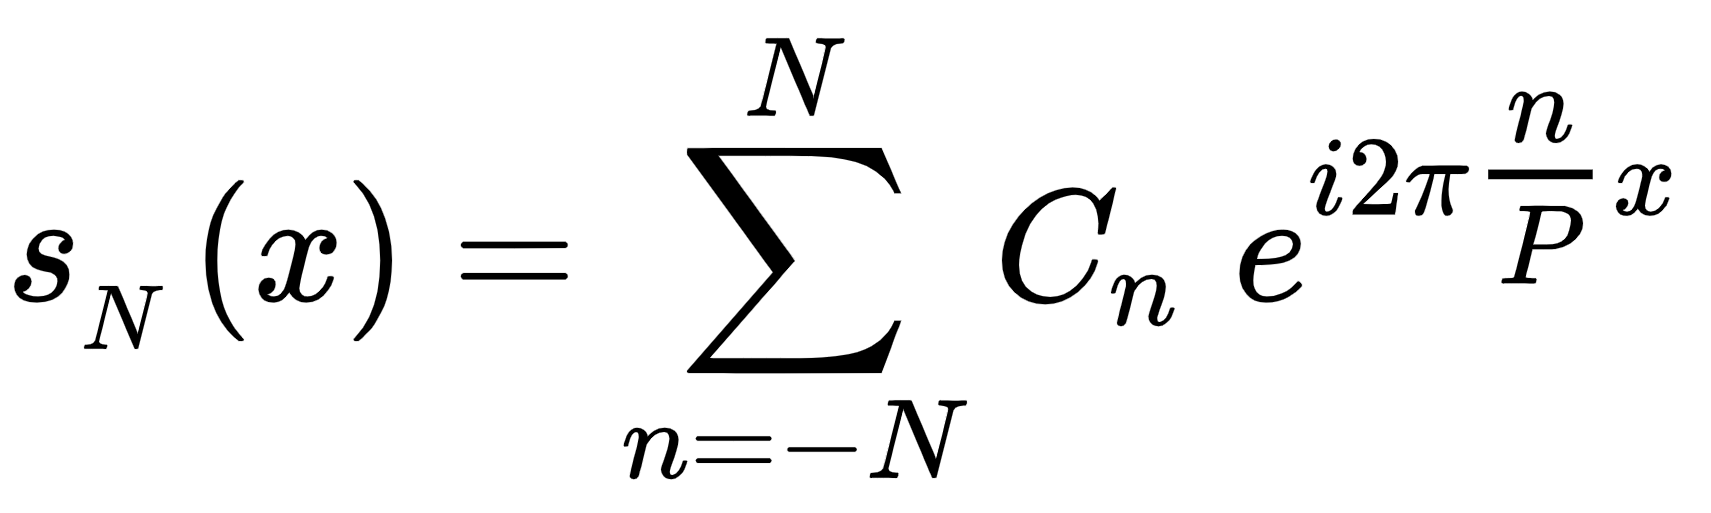 s_N(x) = \sum_{n=-N}^{N} C_n e^{i2\pi \frac{n}{P} x}